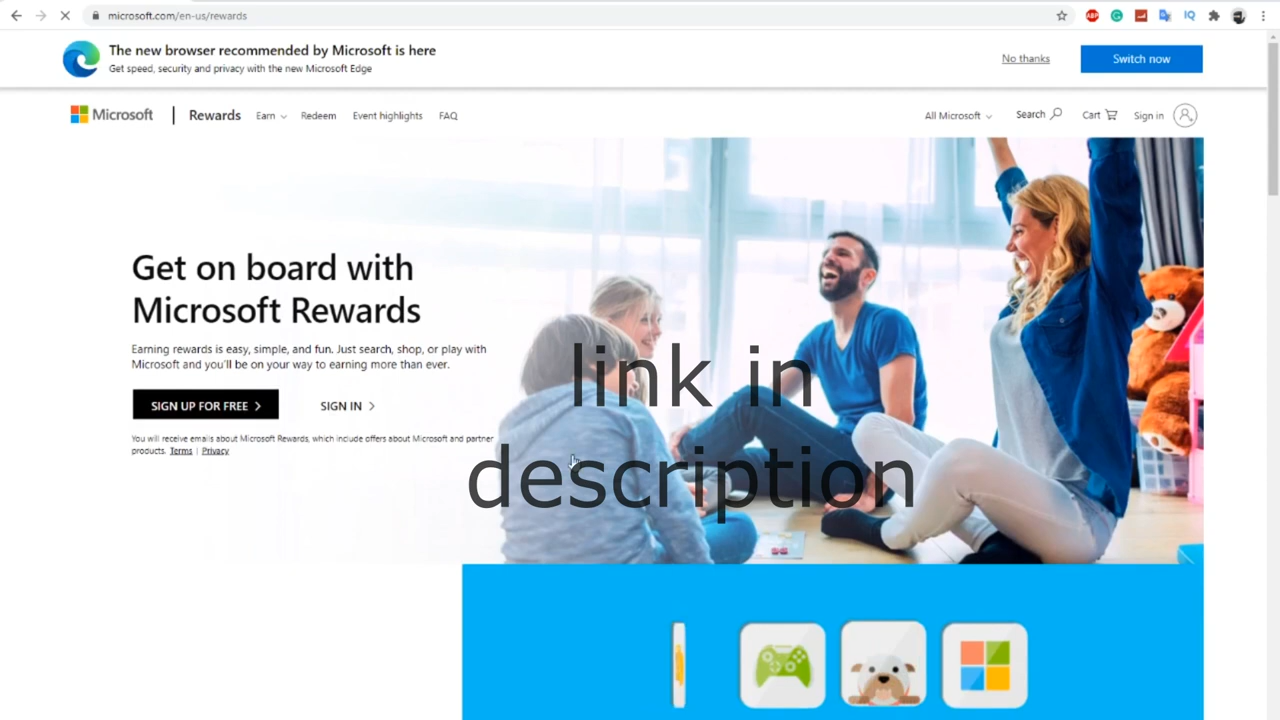 microsoft.com/en-us/rewards
ABP
IQ
The new browser recommended by Microsoft is here
Get speed, security and privacy with the new Microsoft Edge
No thanks
Switch now
Microsoft
Rewards
Earn
Redeem
Event highlights
FAQ
All Microsoft
Search
Cart
Sign in
Get on board with
Microsoft Rewards
Earning rewards is easy, simple, and fun. Just search, shop, or play with
Microsoft and you'll be on your way to earning more than ever.
SIGN UP FOR FREE
SIGN IN
You will receive emails about Microsoft Rewards, which include offers about Microsoft and partner
products. Terms | Privacy
link in
description